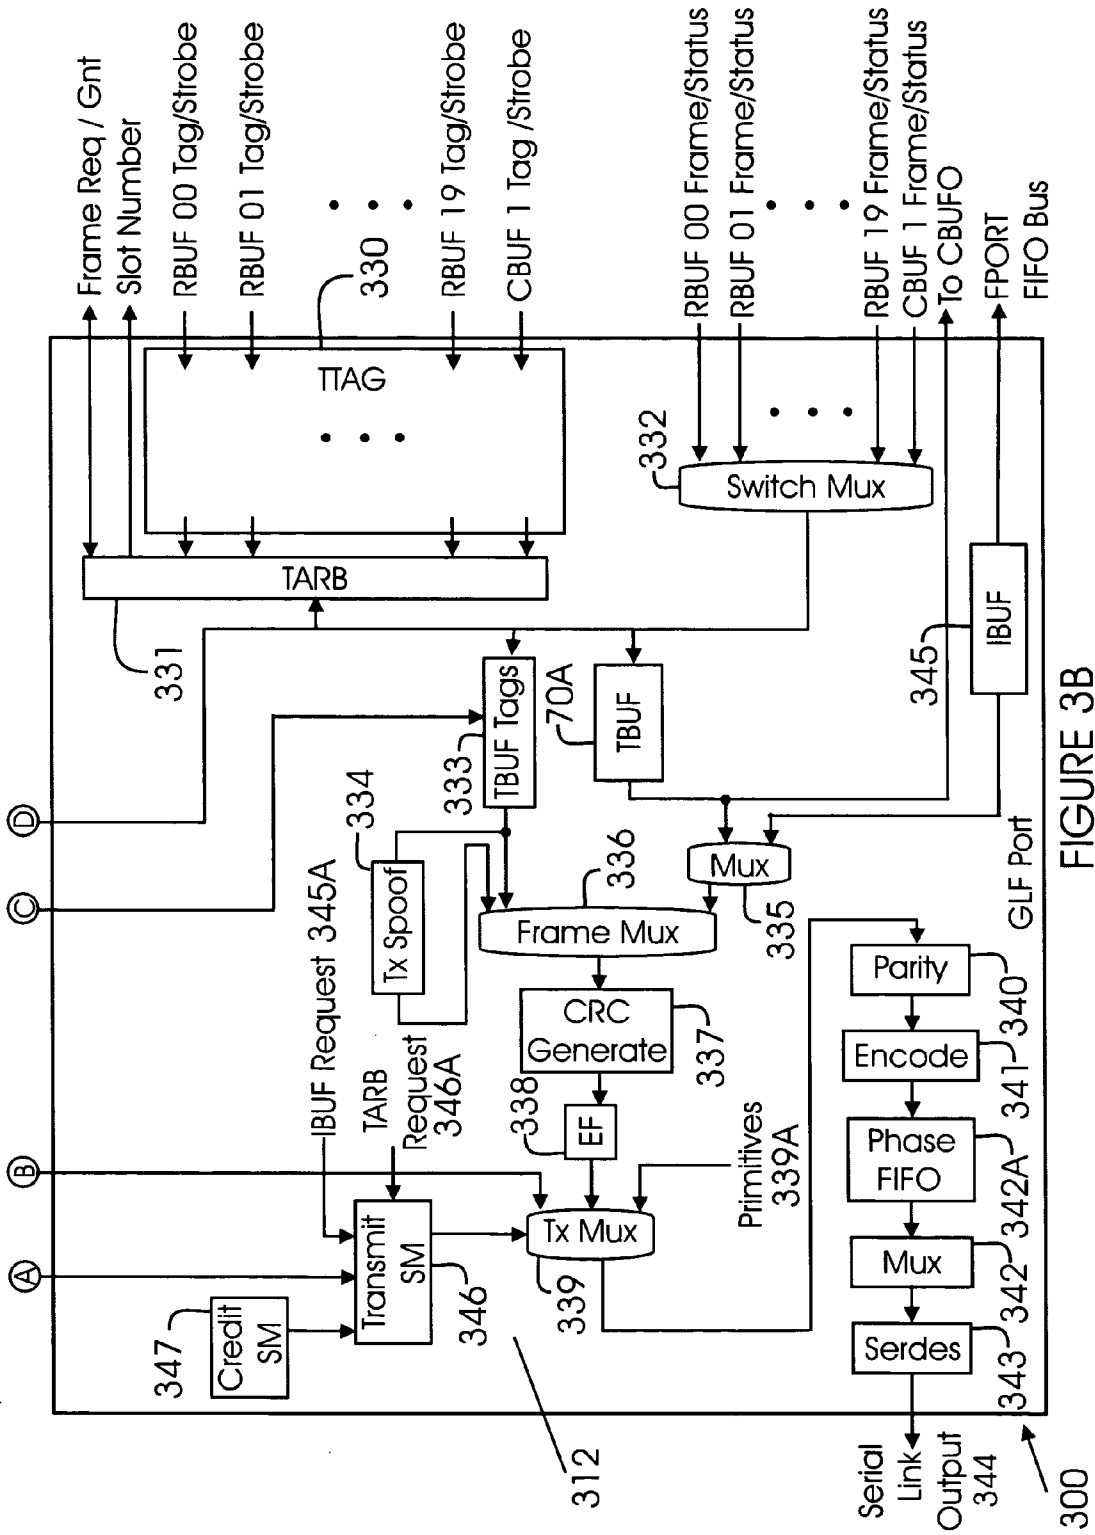 A
B
C
D
347
Credit
SM
Transmit
SM
346
IBUF Request 345A
TARB
Request
346A
334
Tx Spoof
333
TBUF Tags
70A
TBUF
331
TARB
Frame Req / Gnt
Slot Number
RBUF 00 Tag/Strobe
RBUF 01 Tag/Strobe
330
RBUF 19 Tag/Strobe
CBUF 1 Tag /Strobe
TTAG
332
Switch Mux
RBUF 00 Frame/Status
RBUF 01 Frame/Status
RBUF 19 Frame/Status
CBUF 1 Frame/Status
To CBUFO
FPORT
FIFO Bus
345
IBUF
336
Frame Mux
Mux
335
CRC
Generate
337
338
EF
Tx Mux
339
Primitives
339A
312
GLF Port
Parity
340
Encode
341
Phase
FIFO
342A
Mux
342
Serdes
343
Serial
Link
Output
344
300
FIGURE 3B